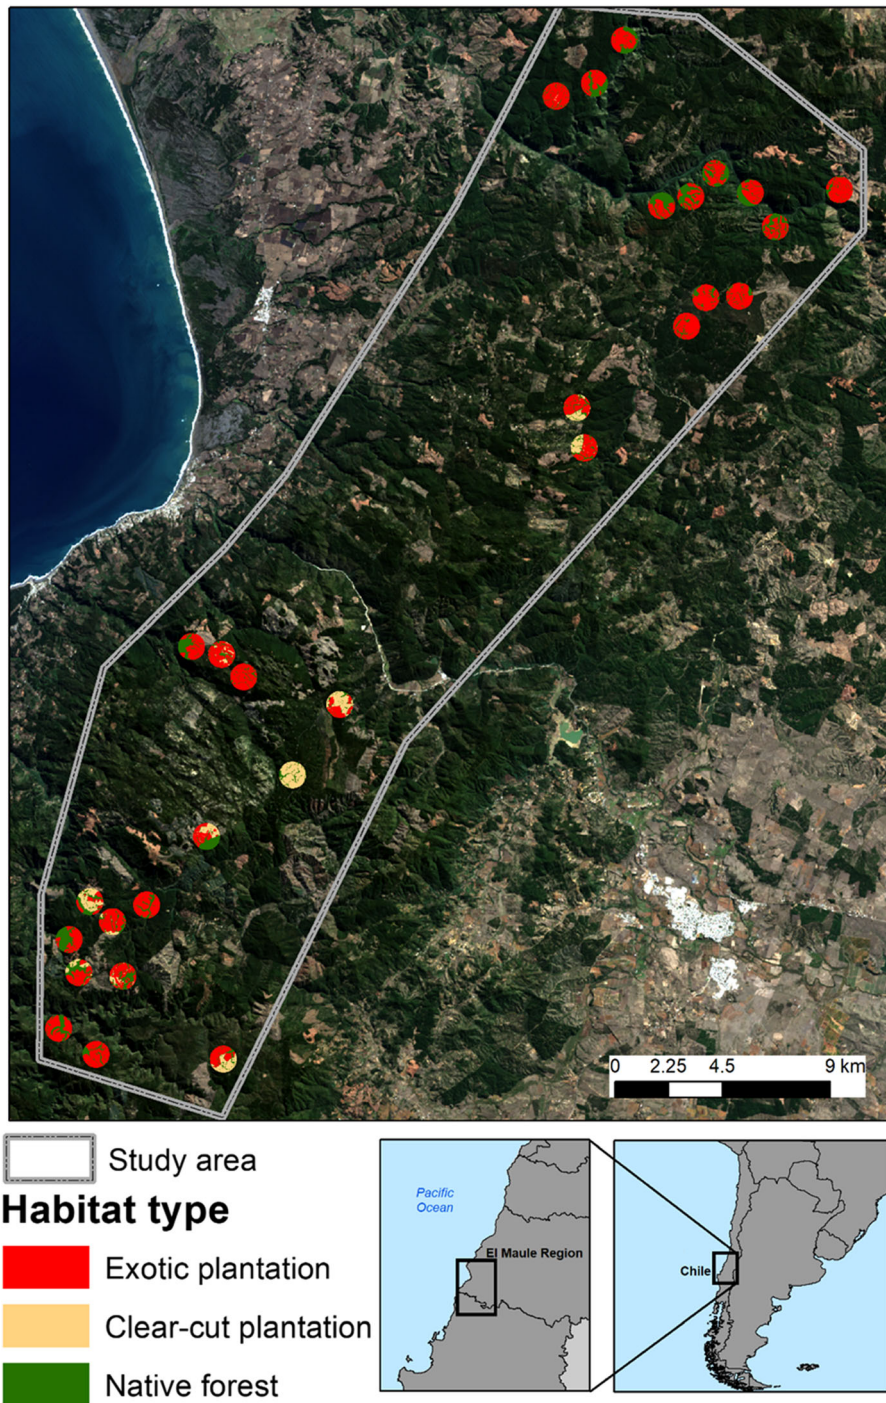 0 2.25 4.5 9 km
Study area
Habitat type
Exotic plantation
Clear-cut plantation
Native forest
Pacific
Ocean
El Maule Region
Chile